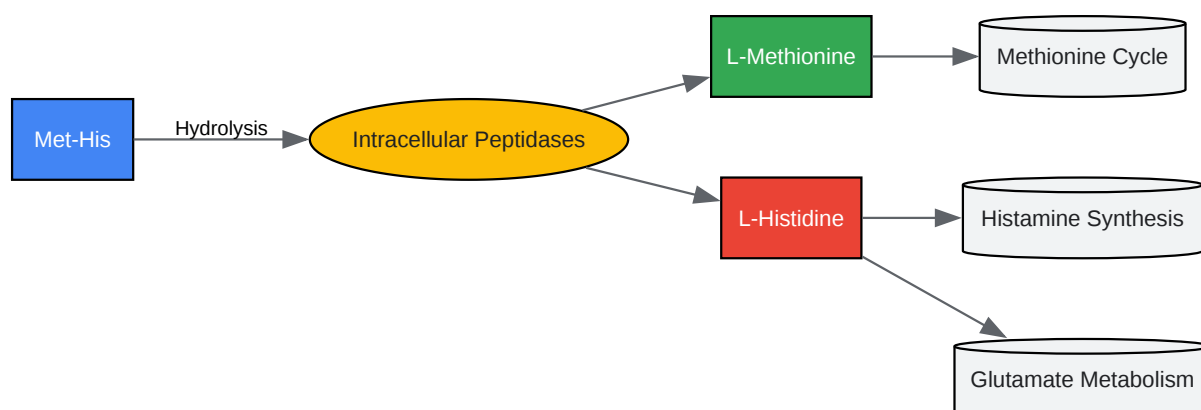 Met-His
Hydrolysis
Intracellular Peptidases
L-Methionine
Methionine Cycle
L-Histidine
Histamine Synthesis
Glutamate Metabolism